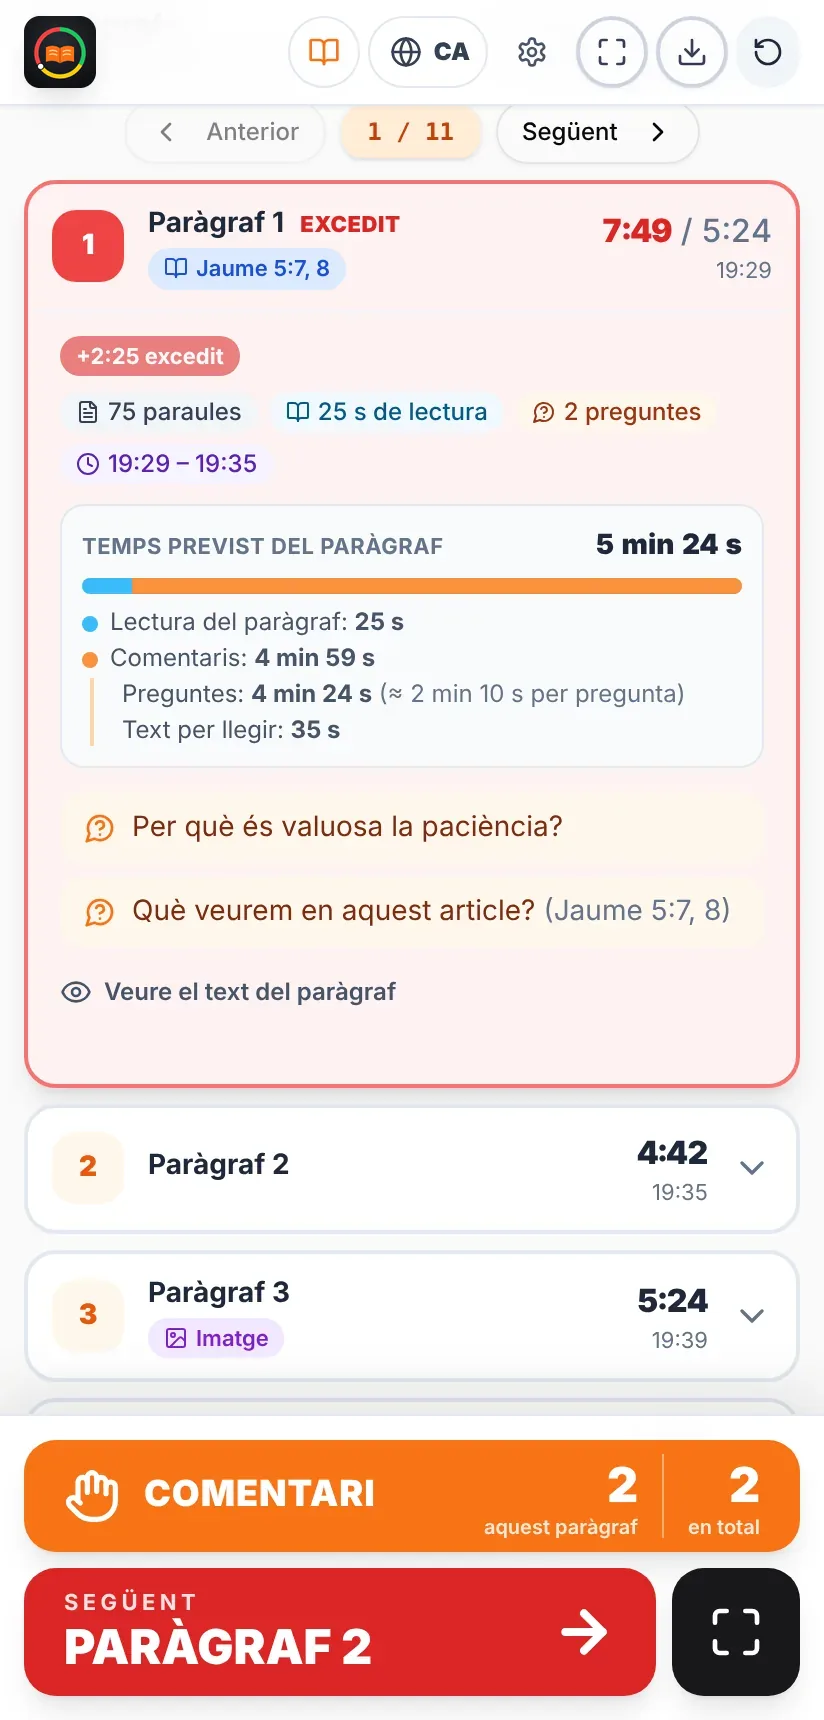 CA
Anterior
1 / 11
Següent
1
Paràgraf 1 EXCEDIT
7:49 / 5:24
Jaume 5:7, 8
19:29
+2:25 excedit
75 paraules
25 s de lectura
2 preguntes
19:29 – 19:35
TEMPS PREVIST DEL PARÀGRAF
5 min 24 s
Lectura del paràgraf: 25 s
Comentaris: 4 min 59 s
Preguntes: 4 min 24 s (≈ 2 min 10 s per pregunta)
Text per llegir: 35 s
Per què és valuosa la paciència?
Què veurem en aquest article? (Jaume 5:7, 8)
Veure el text del paràgraf
2
Paràgraf 2
4:42
19:35
3
Paràgraf 3
Imatge
5:24
19:39
COMENTARI
2
aquest paràgraf
2
en total
SEGÜENT
PARÀGRAF 2